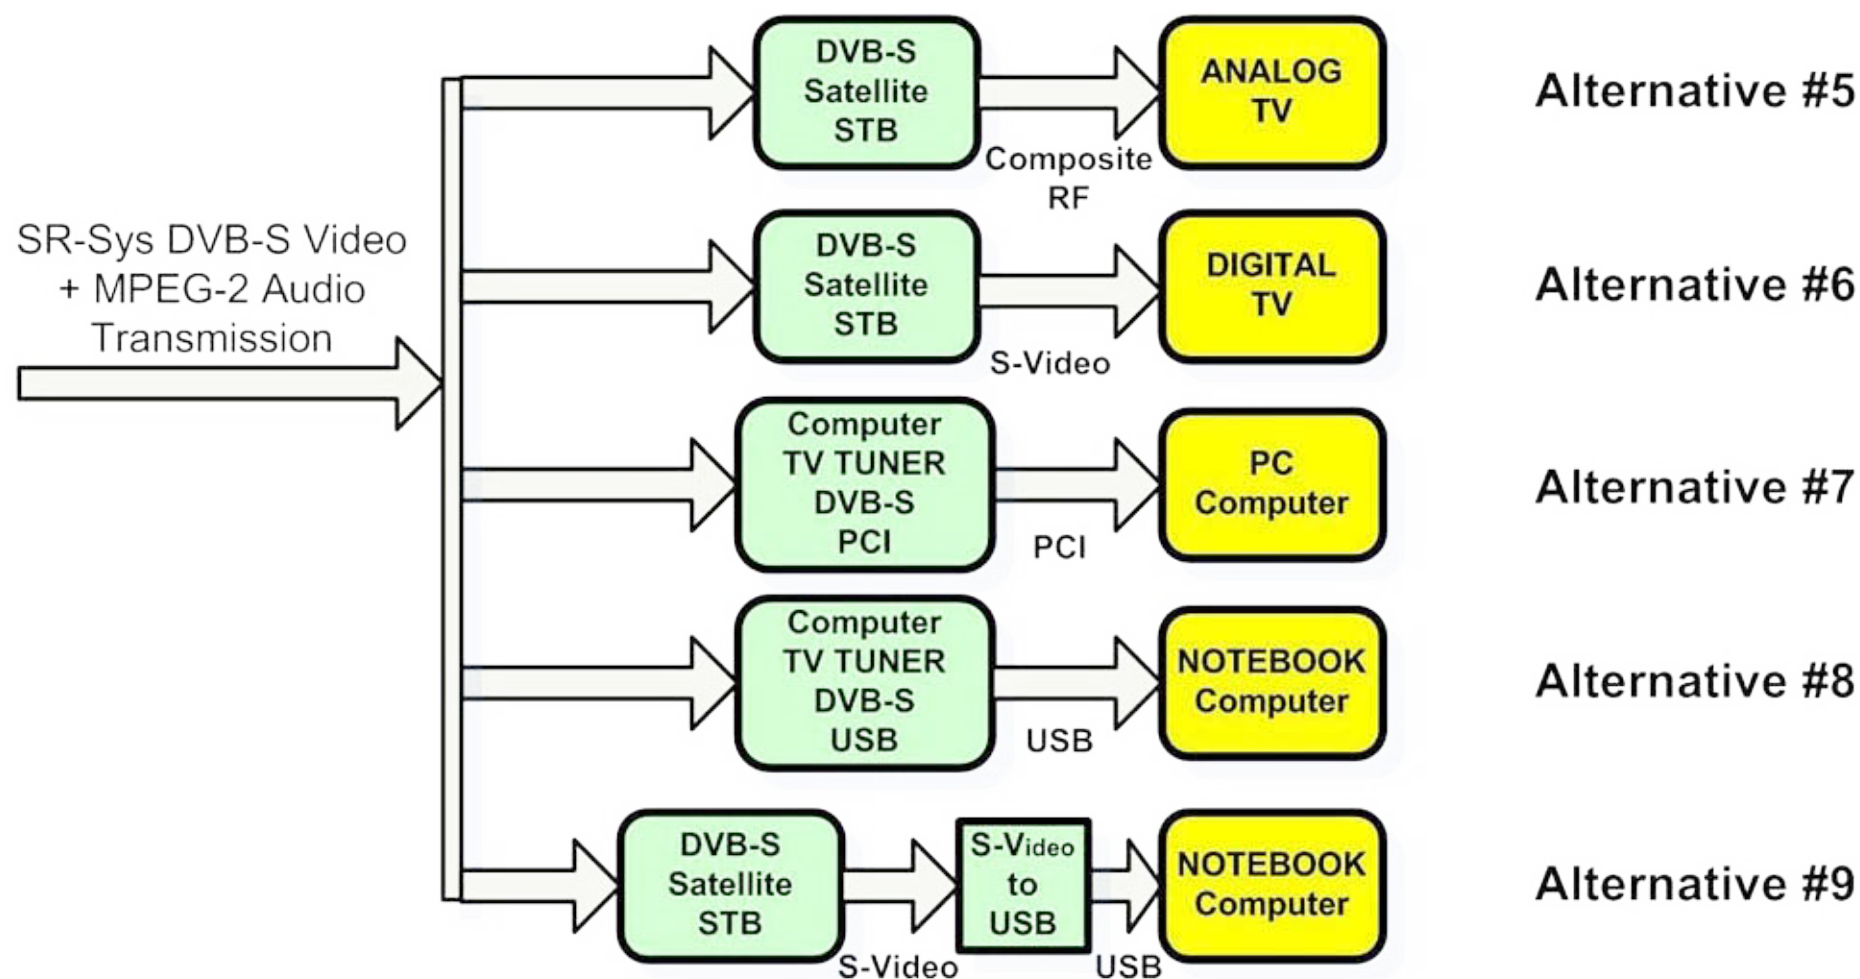 SR-Sys DVB-S Video
+ MPEG-2 Audio
Transmission
DVB-S
Satellite
STB
Composite
RF
ANALOG
TV
Alternative #5
DVB-S
Satellite
STB
S-Video
DIGITAL
TV
Alternative #6
Computer
TV TUNER
DVB-S
PCI
PCI
PC
Computer
Alternative #7
Computer
TV TUNER
DVB-S
USB
USB
NOTEBOOK
Computer
Alternative #8
DVB-S
Satellite
STB
S-Video
S-Video
to
USB
USB
NOTEBOOK
Computer
Alternative #9